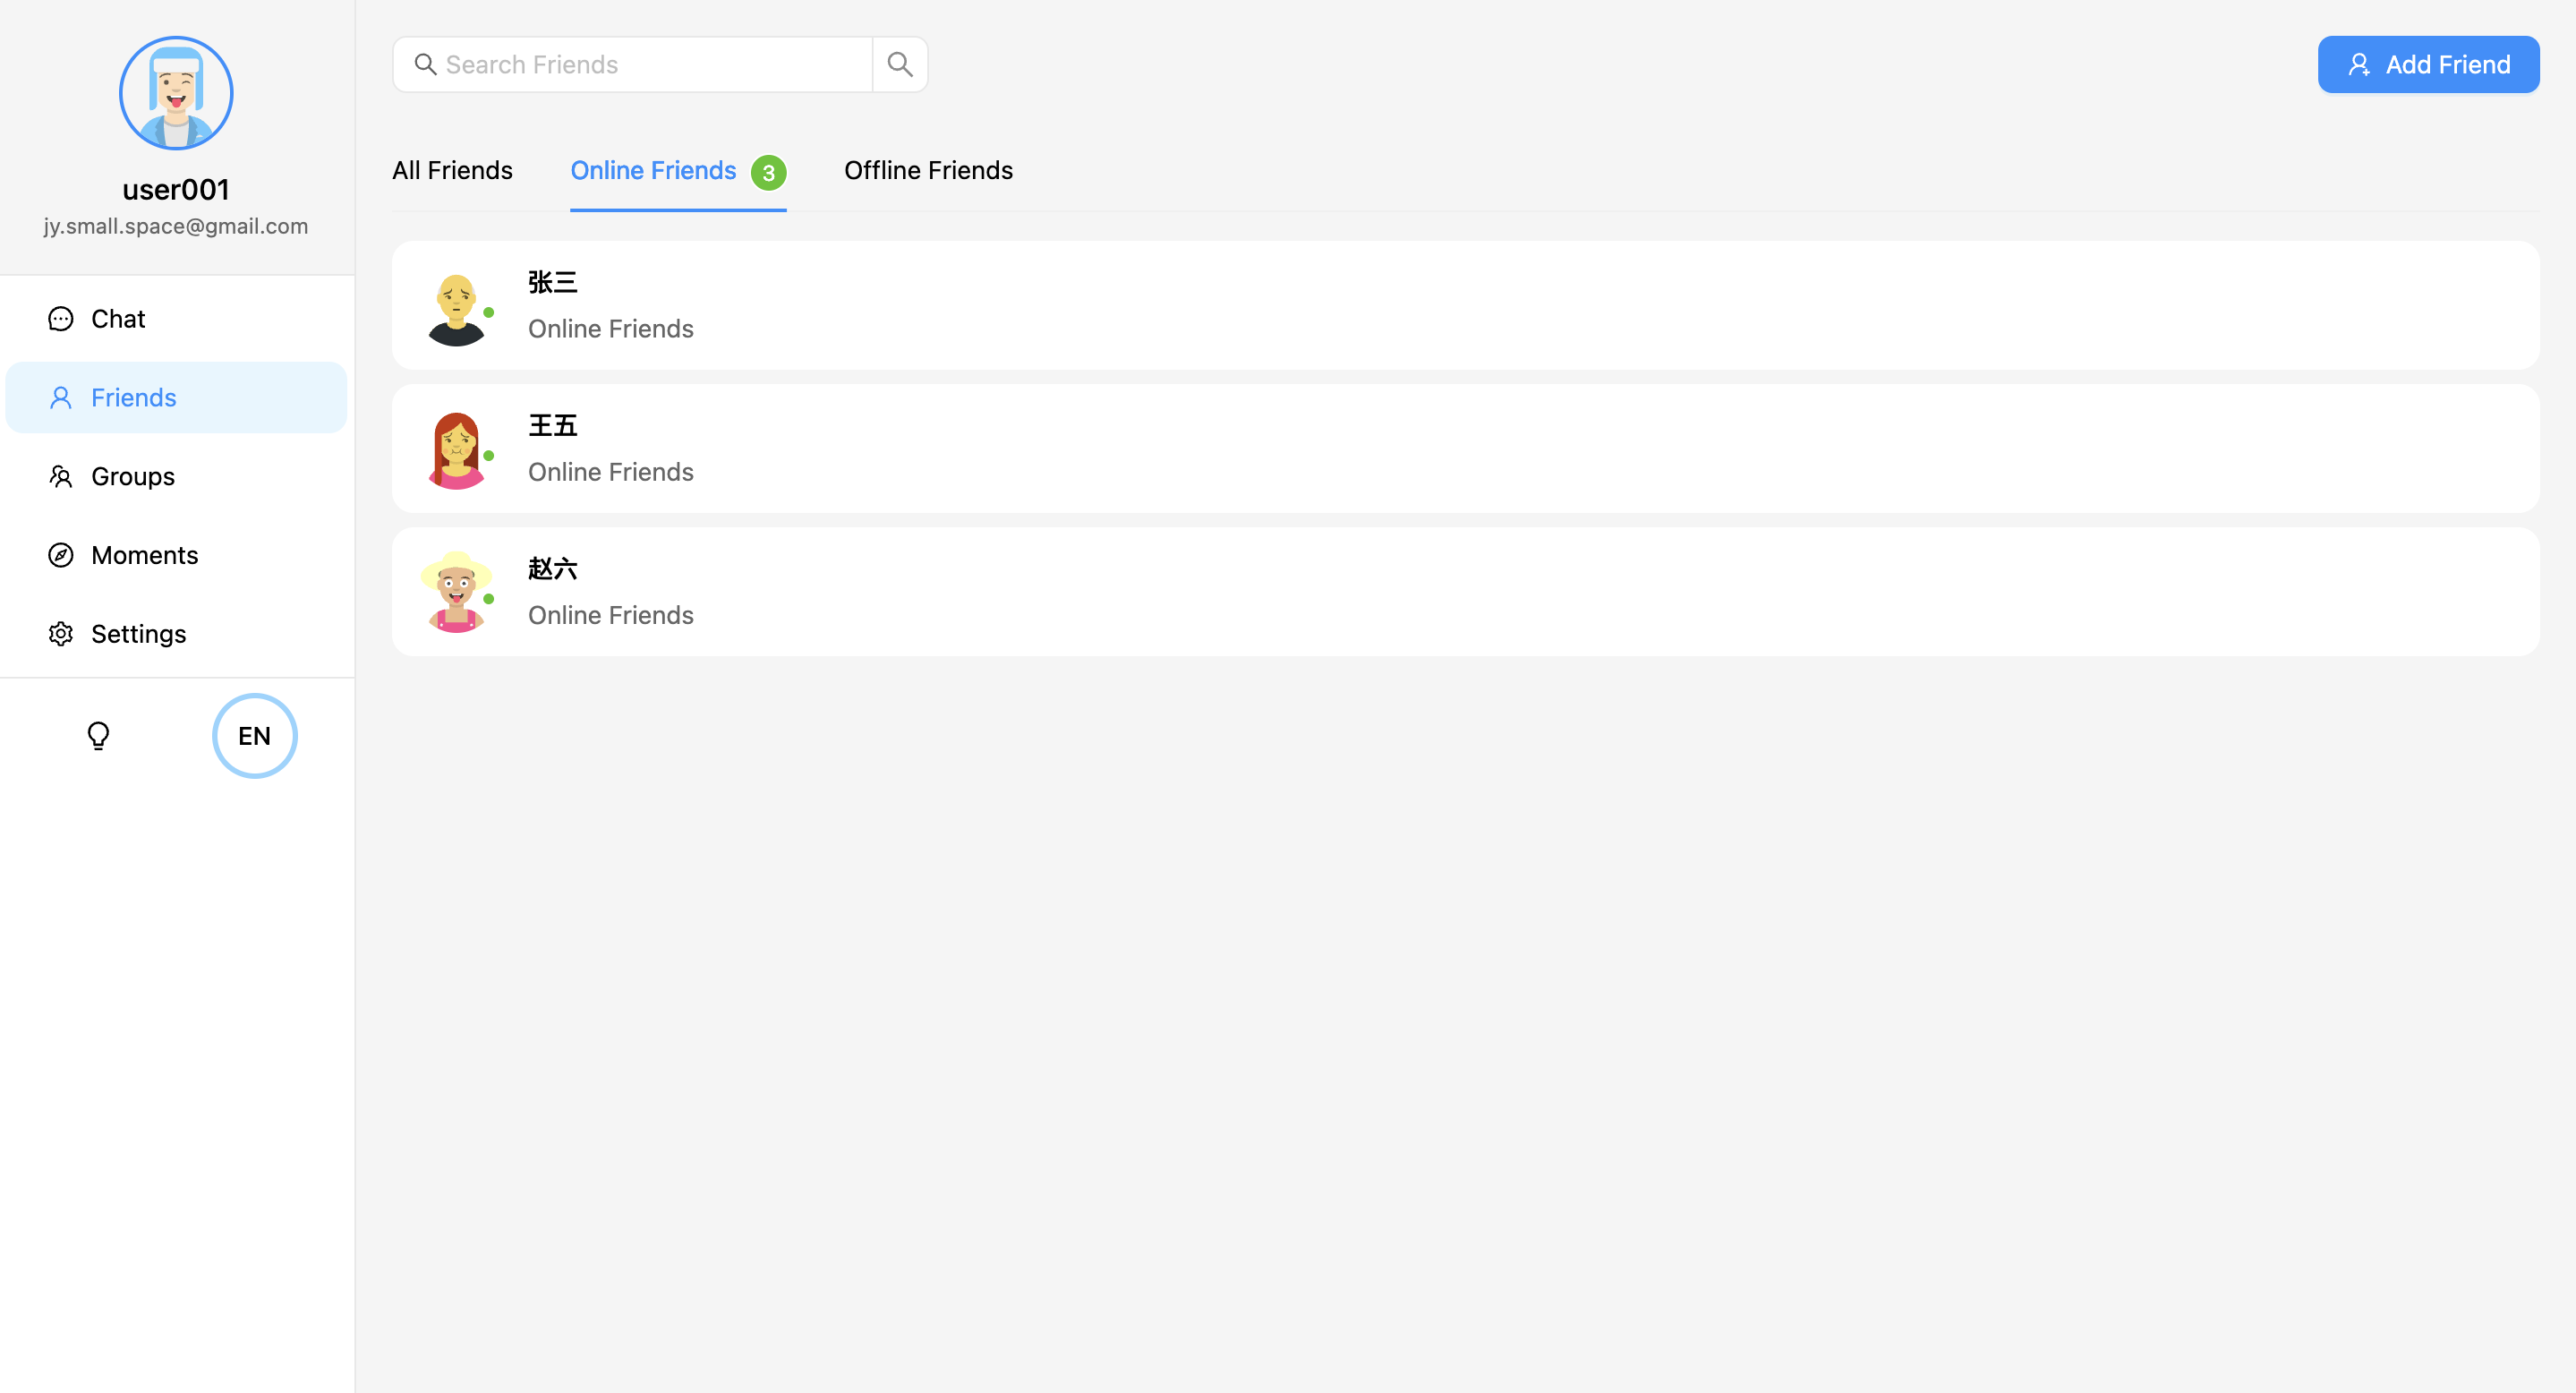 user001
jy.small.space@gmail.com
Chat
Friends
Groups
Moments
Settings
EN
Search Friends
Add Friend
All Friends
Online Friends 3
Offline Friends
张三
Online Friends
王五
Online Friends
赵六
Online Friends